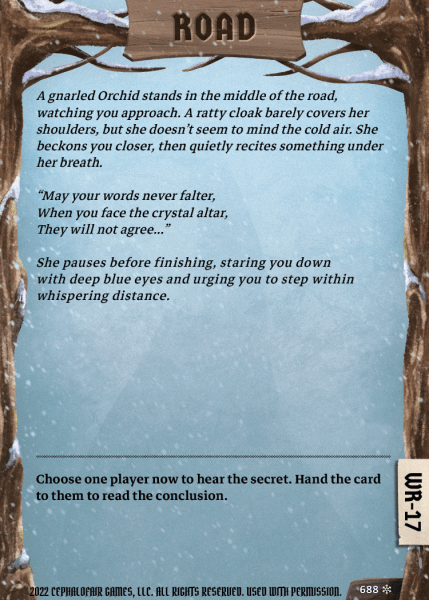 ROAD
A gnarled Orchid stands in the middle of the road,
watching you approach. A ratty cloak barely covers her
shoulders, but she doesn't seem to mind the cold air. She
beckons you closer, then quietly recites something under
her breath.
“May your words never falter,
When you face the crystal altar,
They will not agree...”
She pauses before finishing, staring you down
with deep blue eyes and urging you to step within
whispering distance.
Choose one player now to hear the secret. Hand the card
to them to read the conclusion.
WR-17
2022 CEPHALOFAIR GAMES, LLC. ALL RIGHTS RESERVED. USED WITH PERMISSION.
688